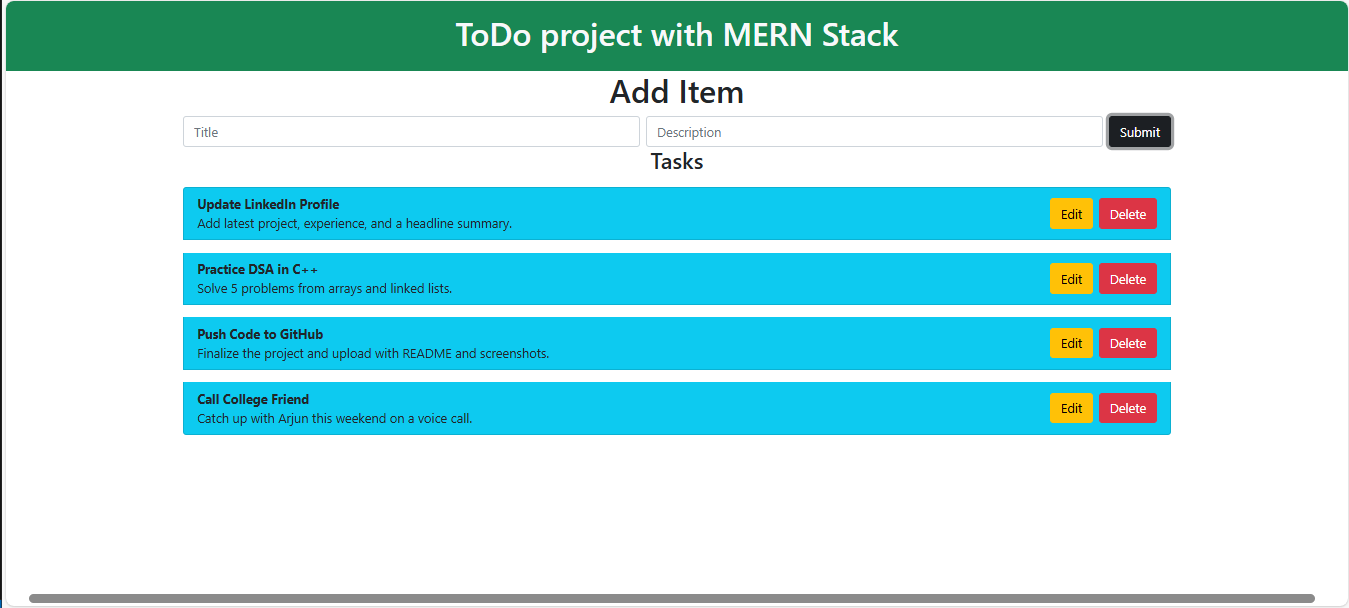 ToDo project with MERN Stack
Add Item
Title Description Submit
Tasks
Update LinkedIn Profile
Add latest project, experience, and a headline summary.
Edit Delete
Practice DSA in C++
Solve 5 problems from arrays and linked lists.
Edit Delete
Push Code to GitHub
Finalize the project and upload with README and screenshots.
Edit Delete
Call College Friend
Catch up with Arjun this weekend on a voice call.
Edit Delete